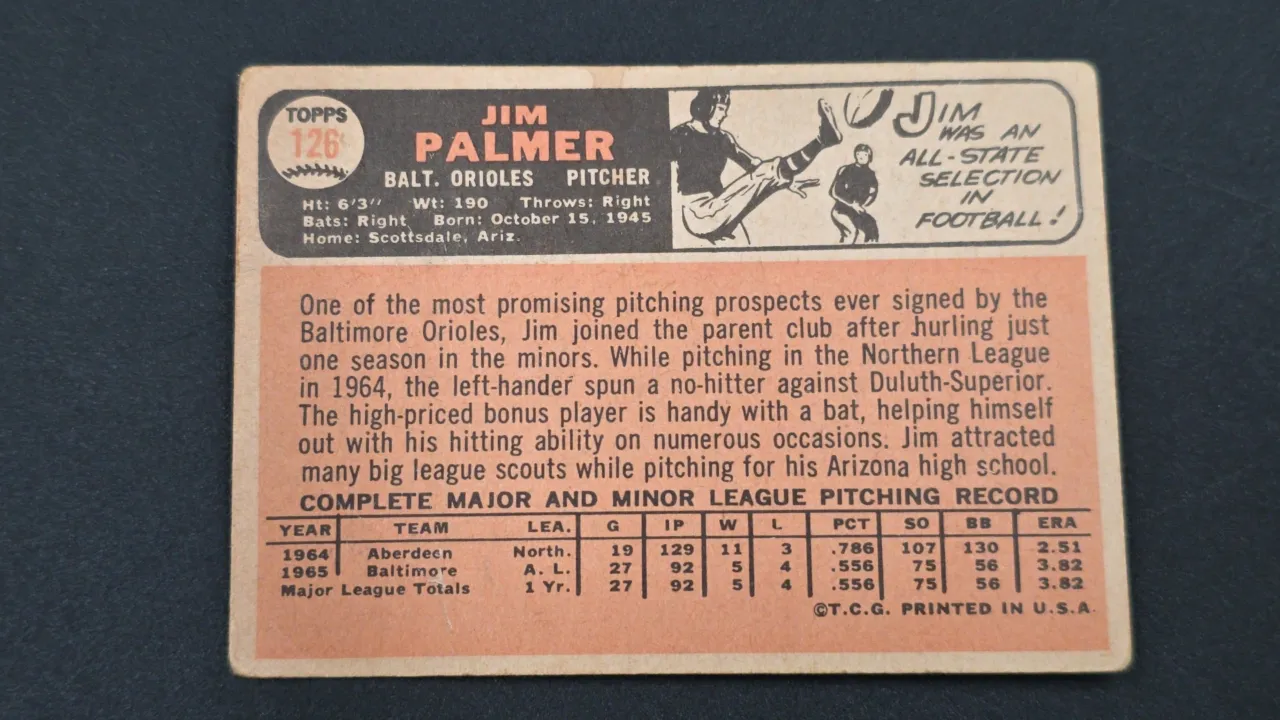 TOPPS
126
JIM
PALMER
BALT. ORIOLES PITCHER
Ht: 6'3" Wt: 190 Throws: Right
Bats: Right Born: October 15, 1945
Home: Scottsdale, Ariz.
JIM
WAS AN
ALL-STATE
SELECTION
IN
FOOTBALL!
One of the most promising pitching prospects ever signed by the
Baltimore Orioles, Jim joined the parent club after hurling just
one season in the minors. While pitching in the Northern League
in 1964, the left-hander spun a no-hitter against Duluth-Superior.
The high-priced bonus player is handy with a bat, helping himself
out with his hitting ability on numerous occasions. Jim attracted
many big league scouts while pitching for his Arizona high school.
COMPLETE MAJOR AND MINOR LEAGUE PITCHING RECORD
YEAR TEAM LEA. G IP W L PCT SO BB ERA
1964 Aberdeen North. 19 129 11 3 .786 107 130 2.51
1965 Baltimore A. L. 27 92 5 4 .556 75 56 3.82
Major League Totals 1 Yr. 27 92 5 4 .556 75 56 3.82
©T.C.G. PRINTED IN U.S.A.